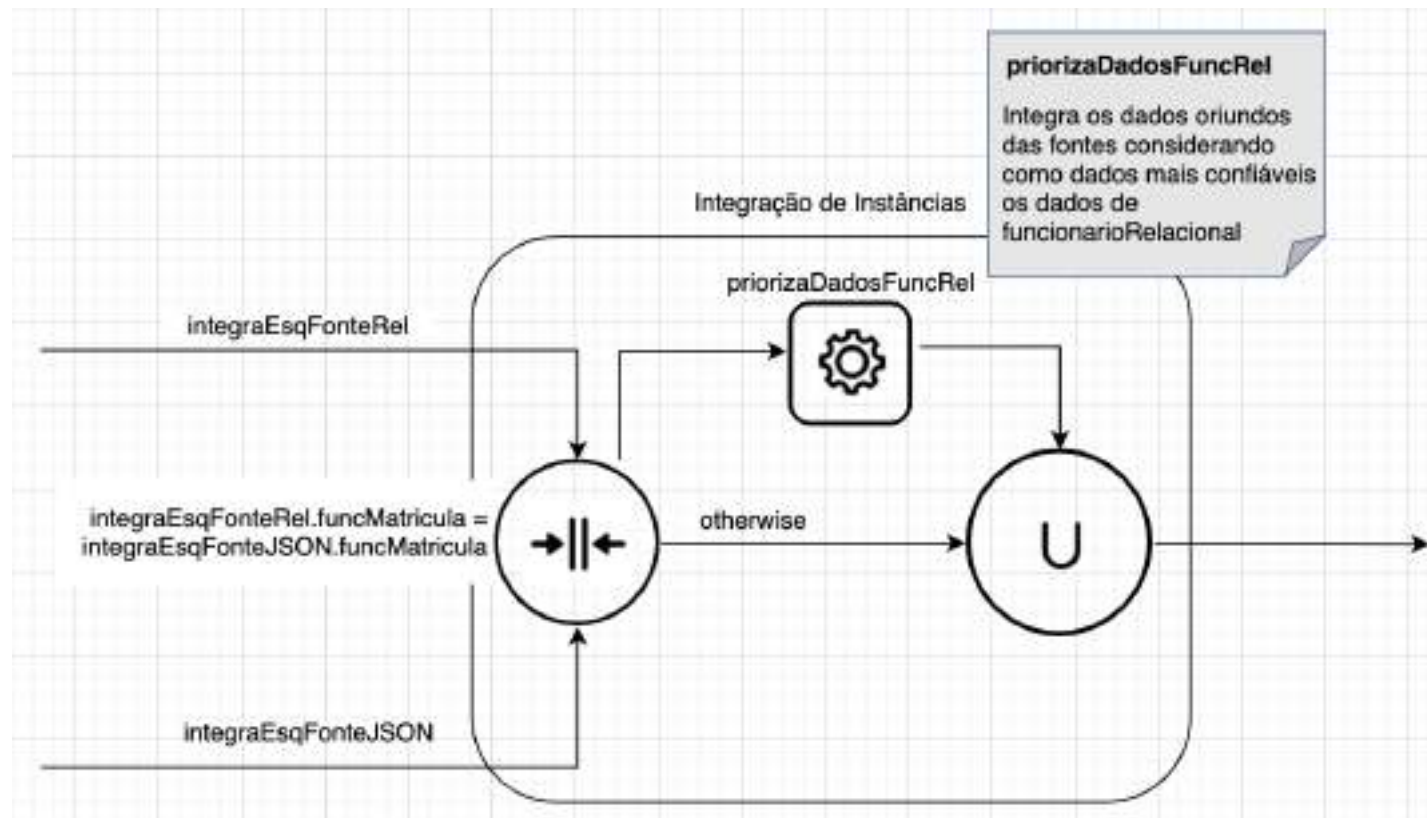 priorizaDadosFuncRel
Integra os dados oriundos
das fontes considerando
como dados mais confiáveis
os dados de
funcionarioRelacional
Integração de Instâncias
priorizaDadosFuncRel
integraEsqFonteRel
integraEsqFonteRel.funcMatricula =
integraEsqFonteJSON.funcMatricula
otherwise
U
integraEsqFonteJSON